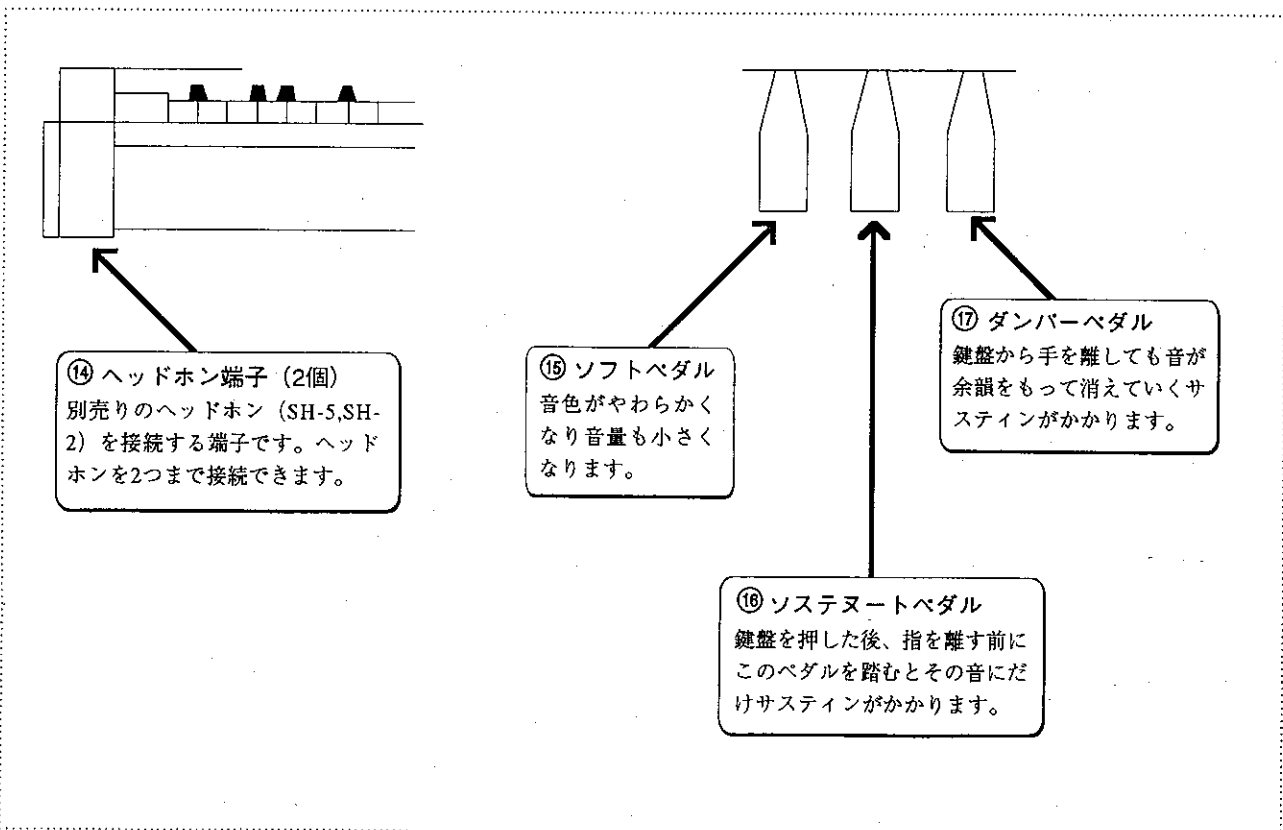 ⑭ ヘッドホン端子（2個）
別売りのヘッドホン（SH-5,SH-
2）を接続する端子です。ヘッド
ホンを2つまで接続できます。
⑮ ソフトペダル
音色がやわらかく
なり音量も小さく
なります。
⑯ ソステヌートペダル
鍵盤を押した後、指を離す前に
このペダルを踏むとその音にだ
けサスティンがかかります。
⑰ ダンパーペダル
鍵盤から手を離しても音が
余韻をもって消えていくサ
スティンがかかります。